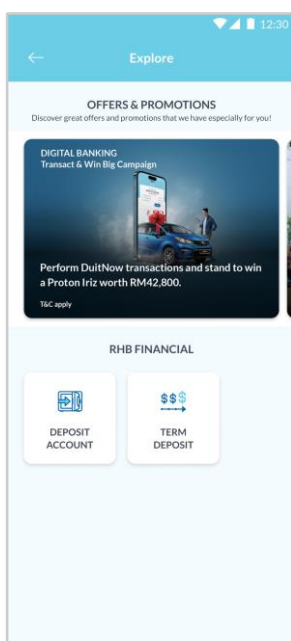 12:30
Explore
OFFERS & PROMOTIONS
Discover great offers and promotions that we have especially for you!
DIGITAL BANKING
Transact & Win Big Campaign
Perform DuitNow transactions and stand to win
a Proton Iriz worth RM42,800.
T&C apply
RHB FINANCIAL
$$$
DEPOSIT
ACCOUNT
TERM
DEPOSIT